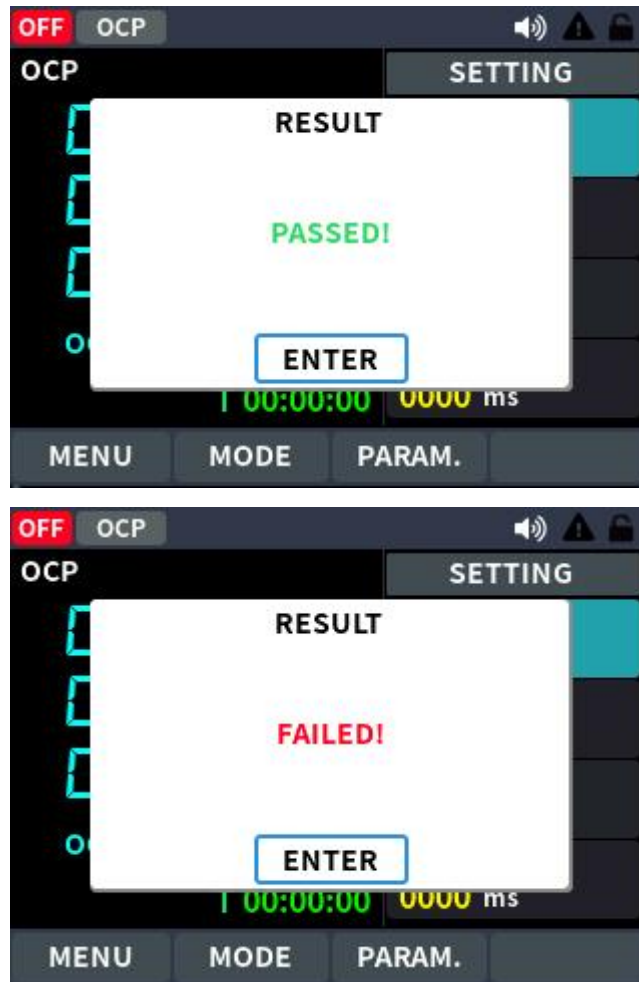 OFF OCP
OCP SETTING
RESULT
PASSED!
ENTER
00:00:00 0000 ms
MENU MODE PARAM.
OFF OCP
OCP SETTING
RESULT
FAILED!
ENTER
00:00:00 0000 ms
MENU MODE PARAM.